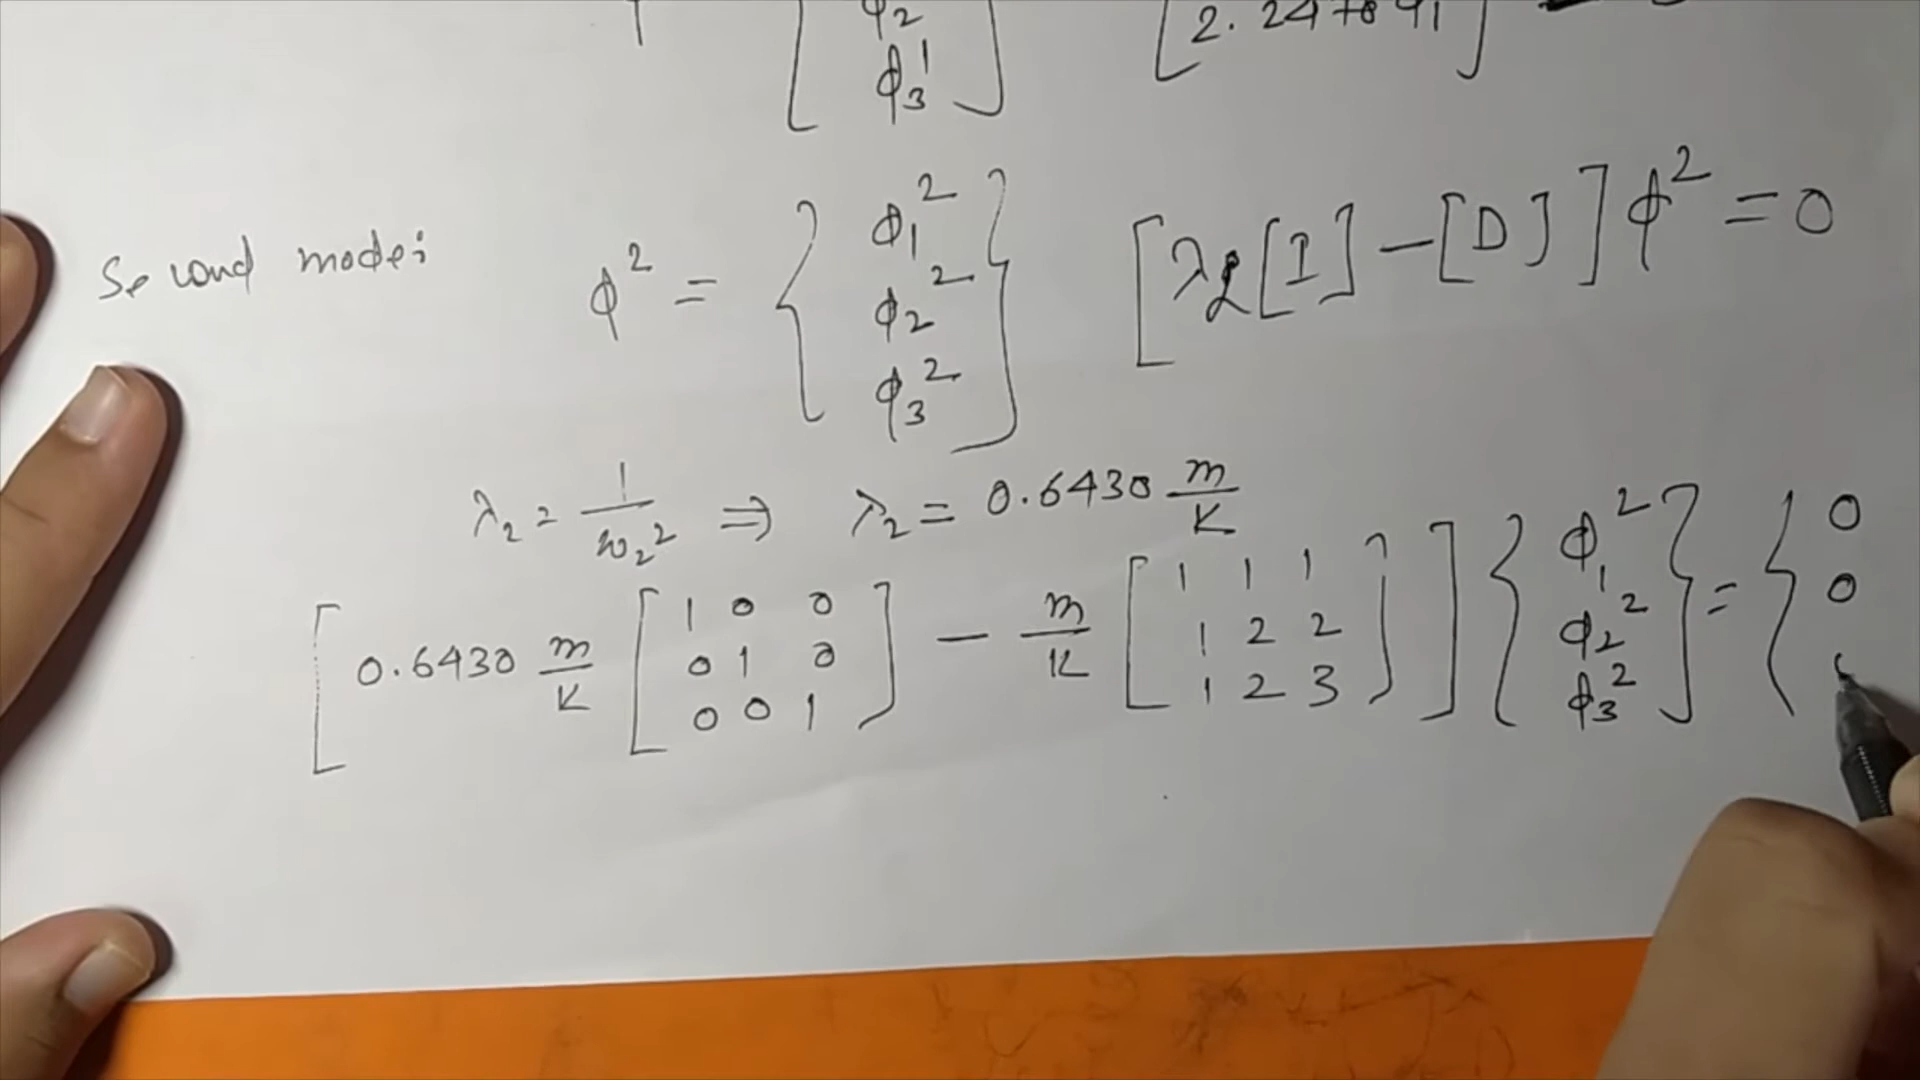 ϕ2
ϕ3¹ 2.247
Second mode:
ϕ² = { ϕ1² ϕ2² ϕ3² } [λ2[I] − [D]]ϕ² = 0
λ2 = 1/ω2² ⇒ λ2 = 0.6430 m/K
[0.6430 m/K [1 0 0 0 1 0 0 0 1] − m/K [1 1 1 1 2 2 1 2 3]] {ϕ1² ϕ2² ϕ3²} = {0 0